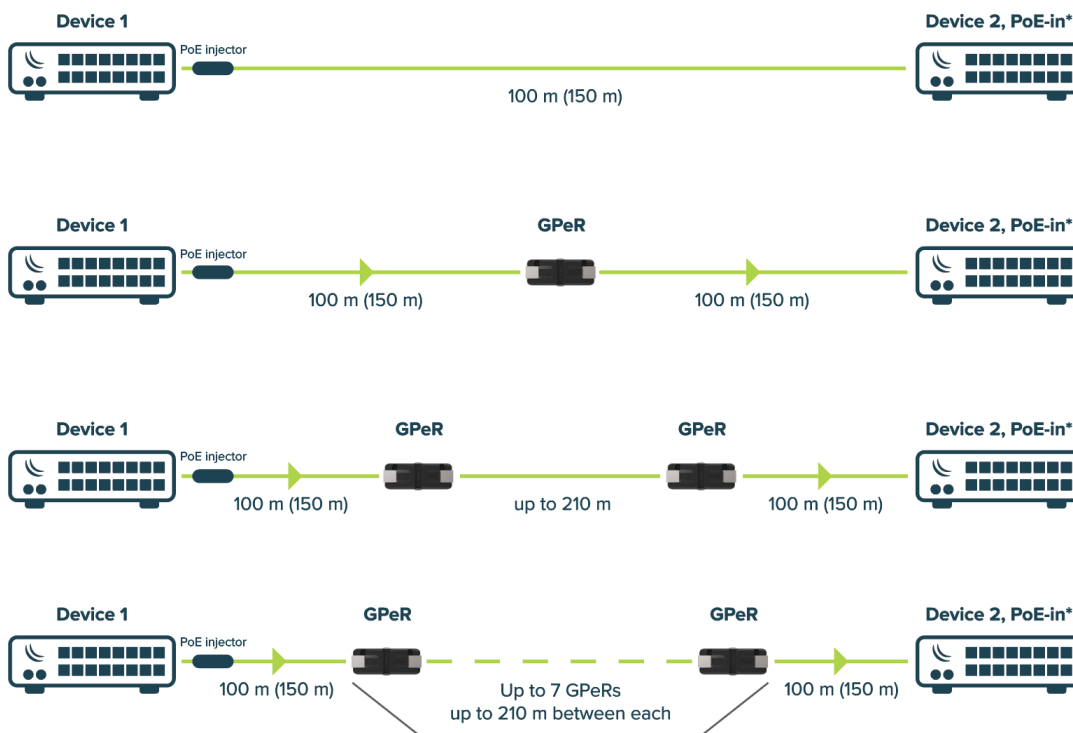 Device 1
Device 2, PoE-in*
PoE injector
100 m (150 m)
Device 1
GPeR
Device 2, PoE-in*
PoE injector
100 m (150 m)
100 m (150 m)
Device 1
GPeR
GPeR
Device 2, PoE-in*
PoE injector
100 m (150 m)
up to 210 m
100 m (150 m)
Device 1
GPeR
GPeR
Device 2, PoE-in*
PoE injector
100 m (150 m)
Up to 7 GPeRs
up to 210 m between each
100 m (150 m)